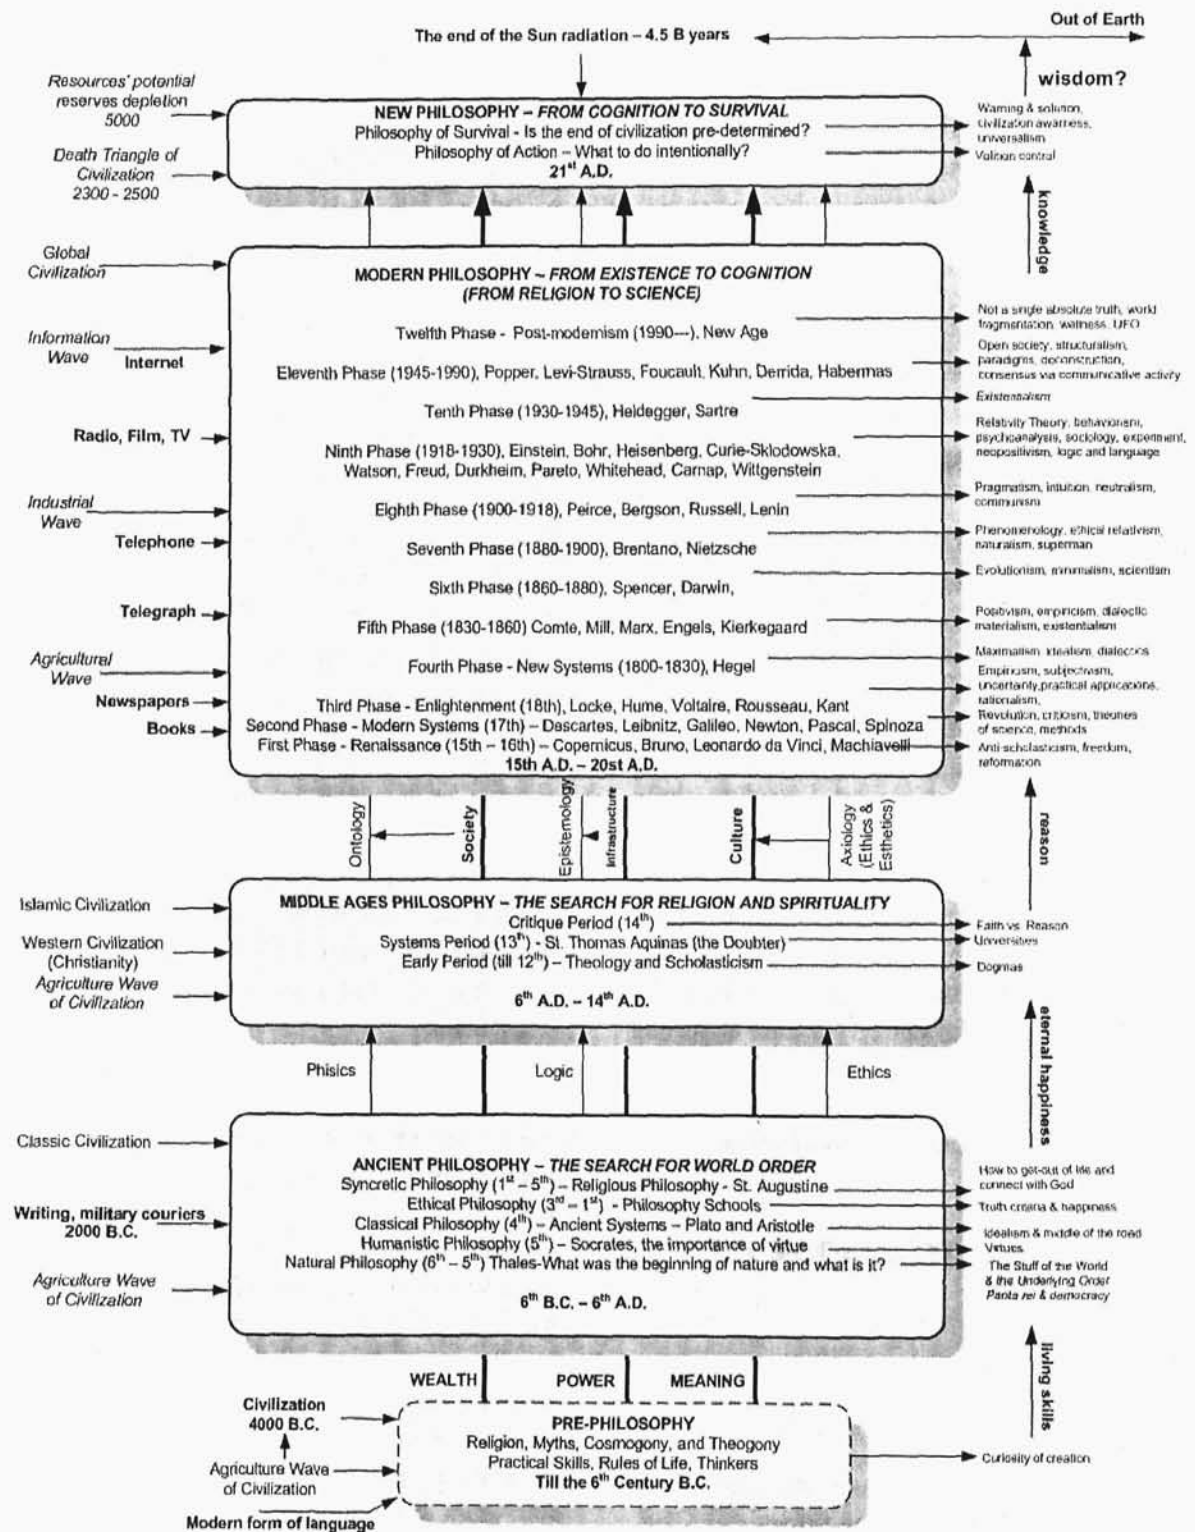 Out of Earth
The end of the Sun radiation – 4.5 B years
wisdom?
Resources' potential
reserves depletion
5000
Death Triangle of
Civilization
2300 - 2500
NEW PHILOSOPHY – FROM COGNITION TO SURVIVAL
Philosophy of Survival - Is the end of civilization pre-determined?
Philosophy of Action – What to do intentionally?
21st A.D.
Warning & solution,
civilization awarness,
universalism
control
knowledge
Global
Civilization
Information
Wave
Internet
Radio, Film, TV
Industrial
Wave
Telephone
Telegraph
Agricultural
Wave
Newspapers
Books
MODERN PHILOSOPHY – FROM EXISTENCE TO COGNITION
(FROM RELIGION TO SCIENCE)
Twelfth Phase - Post-modernism (1990---), New Age
Eleventh Phase (1945-1990), Popper, Levi-Strauss, Foucault, Kuhn, Derrida, Habermas
Tenth Phase (1930-1945), Heidegger, Sartre
Ninth Phase (1918-1930), Einstein, Bohr, Heisenberg, Curie-Sklodowska,
Watson, Freud, Durkheim, Pareto, Whitehead, Carnap, Wittgenstein
Eighth Phase (1900-1918), Peirce, Bergson, Russell, Lenin
Seventh Phase (1880-1900), Brentano, Nietzsche
Sixth Phase (1860-1880), Spencer, Darwin,
Fifth Phase (1830-1860) Comte, Mill, Marx, Engels, Kierkegaard
Fourth Phase - New Systems (1800-1830), Hegel
Third Phase - Enlightenment (18th), Locke, Hume, Voltaire, Rousseau, Kant
Second Phase - Modern Systems (17th) – Descartes, Leibnitz, Galileo, Newton, Pascal, Spinoza
First Phase - Renaissance (15th – 16th) – Copernicus, Bruno, Leonardo da Vinci, Machiavelli
15th A.D. – 20st A.D.
Not a single absolute truth, world
fragmentation, wellness, UFO
Open society, structuralism,
paradigms, deconstruction,
consensus via communicative activity
Existentialism
Relativity Theory, behaviorism,
psychoanalysis, sociology, experiment,
neopositivism, logic and language
Pragmatism, intuition, neutralism,
communism
Phenomenology, ethical relativism,
naturalism, superman
Evolutionism, minimalism, scientism
Positivism, empiricism, dialectic
materialism, existentialism
Maximalism, idealism, dialectics
Empiricism, subjectivism,
uncertainty, practical applications,
rationalism,
Revolution, criticism, theories
of science, methods
Anti scholasticism, freedom,
reformation
reason
Ontology
Society
Epistemology
Infrastructure
Culture
Axiology
(Ethics &
Esthetics)
Islamic Civilization
Western Civilization
(Christianity)
Agriculture Wave
of Civilization
MIDDLE AGES PHILOSOPHY – THE SEARCH FOR RELIGION AND SPIRITUALITY
Critique Period (14th)
Systems Period (13th) - St. Thomas Aquinas (the Doubter)
Early Period (till 12th) – Theology and Scholasticism
6th A.D. – 14th A.D.
Faith vs. Reason
Universities
Dogmas
eternal happiness
Phisics
Logic
Ethics
Classic Civilization
Writing, military couriers
2000 B.C.
Agriculture Wave
of Civilization
ANCIENT PHILOSOPHY – THE SEARCH FOR WORLD ORDER
Syncretic Philosophy (1st – 5th) – Religious Philosophy - St. Augustine
Ethical Philosophy (3rd – 1st) - Philosophy Schools
Classical Philosophy (4th) – Ancient Systems – Plato and Aristotle
Humanistic Philosophy (5th) – Socrates, the importance of virtue
Natural Philosophy (6th – 5th) Thales-What was the beginning of nature and what is it?
6th B.C. – 6th A.D.
How to get-out of life and
connect with God
Truth criteria & happiness
Idealism & middle of the road
Virtues
The Stuff of the World
& the Underlying Order
Panta rei & democracy
living skills
WEALTH
POWER
MEANING
Civilization
4000 B.C.
Agriculture Wave
of Civilization
Modern form of language
PRE-PHILOSOPHY
Religion, Myths, Cosmogony, and Theogony
Practical Skills, Rules of Life, Thinkers
Till the 6th Century B.C.
Curiosity of creation